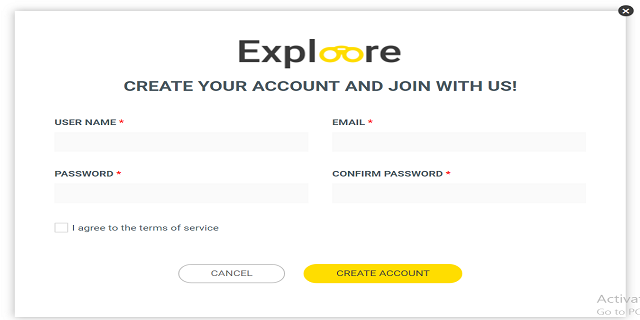 Exploore
CREATE YOUR ACCOUNT AND JOIN WITH US!
USER NAME *
EMAIL *
PASSWORD *
CONFIRM PASSWORD *
I agree to the terms of service
CANCEL
CREATE ACCOUNT
Activa
Go to PC